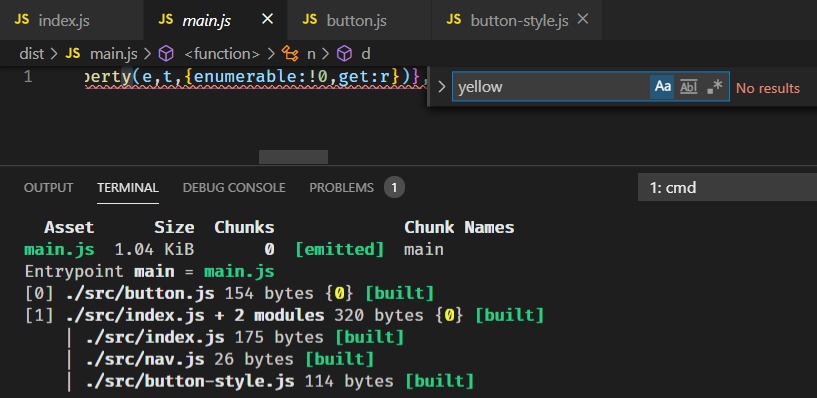 JS index.js JS main.js × JS button.js JS button-style.js ×
dist > JS main.js > <function> > n > d
1 perty(e,t,{enumerable:!0,get:r})},
> yellow Aa Abl .* No results
OUTPUT TERMINAL DEBUG CONSOLE PROBLEMS 1 1: cmd
Asset Size Chunks Chunk Names
main.js 1.04 KiB 0 [emitted] main
Entrypoint main = main.js
[0] ./src/button.js 154 bytes {0} [built]
[1] ./src/index.js + 2 modules 320 bytes {0} [built]
| ./src/index.js 175 bytes [built]
| ./src/nav.js 26 bytes [built]
| ./src/button-style.js 114 bytes [built]